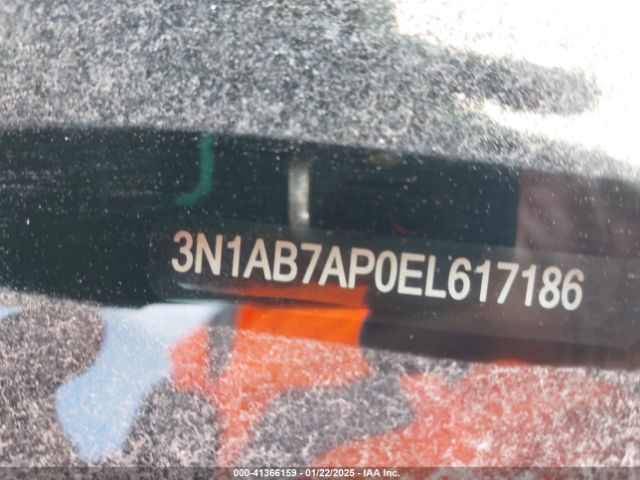 3N1AB7AP0EL617186
000-41366159 — 01/22/2025 — IAA Inc.